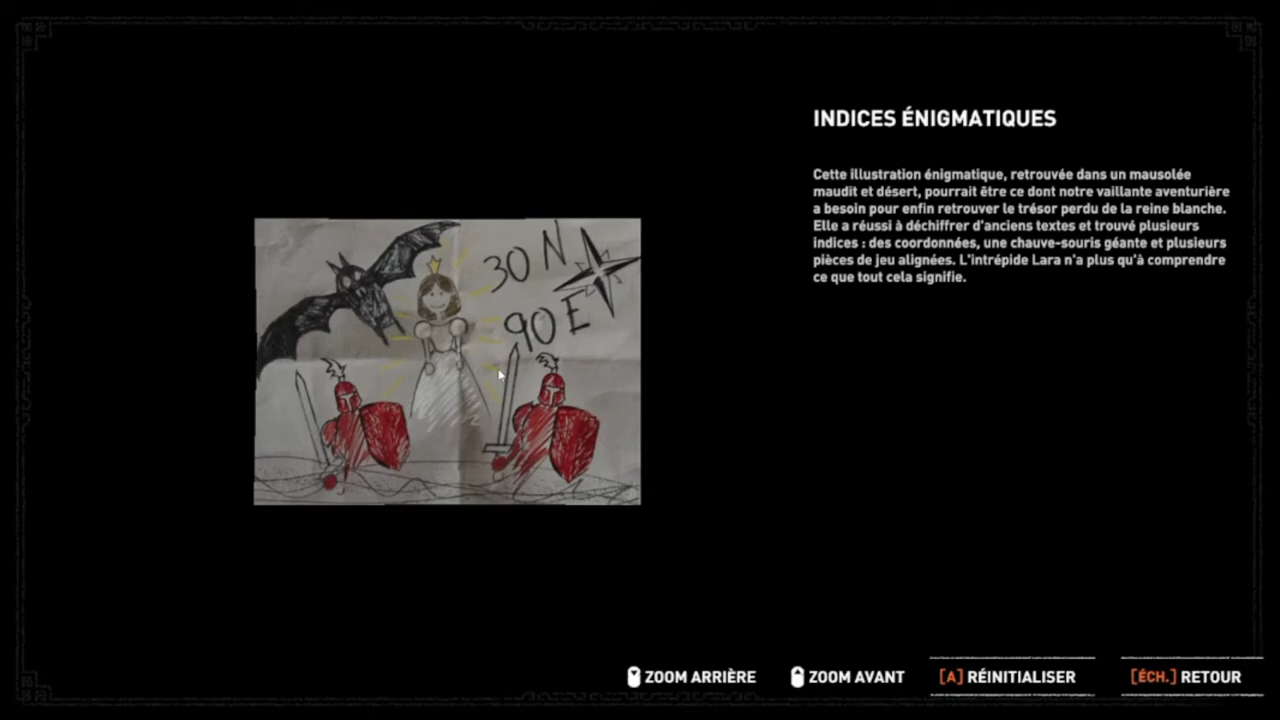 INDICES ÉNIGMATIQUES
Cette illustration énigmatique, retrouvée dans un mausolée
maudit et désert, pourrait être ce dont notre vaillante aventurière
a besoin pour enfin retrouver le trésor perdu de la reine blanche.
Elle a réussi à déchiffrer d'anciens textes et trouvé plusieurs
indices : des coordonnées, une chauve-souris géante et plusieurs
pièces de jeu alignées. L'intrépide Lara n'a plus qu'à comprendre
ce que tout cela signifie.
30 N
90 E
ZOOM ARRIÈRE
ZOOM AVANT
[A] RÉINITIALISER
[ÉCH.] RETOUR